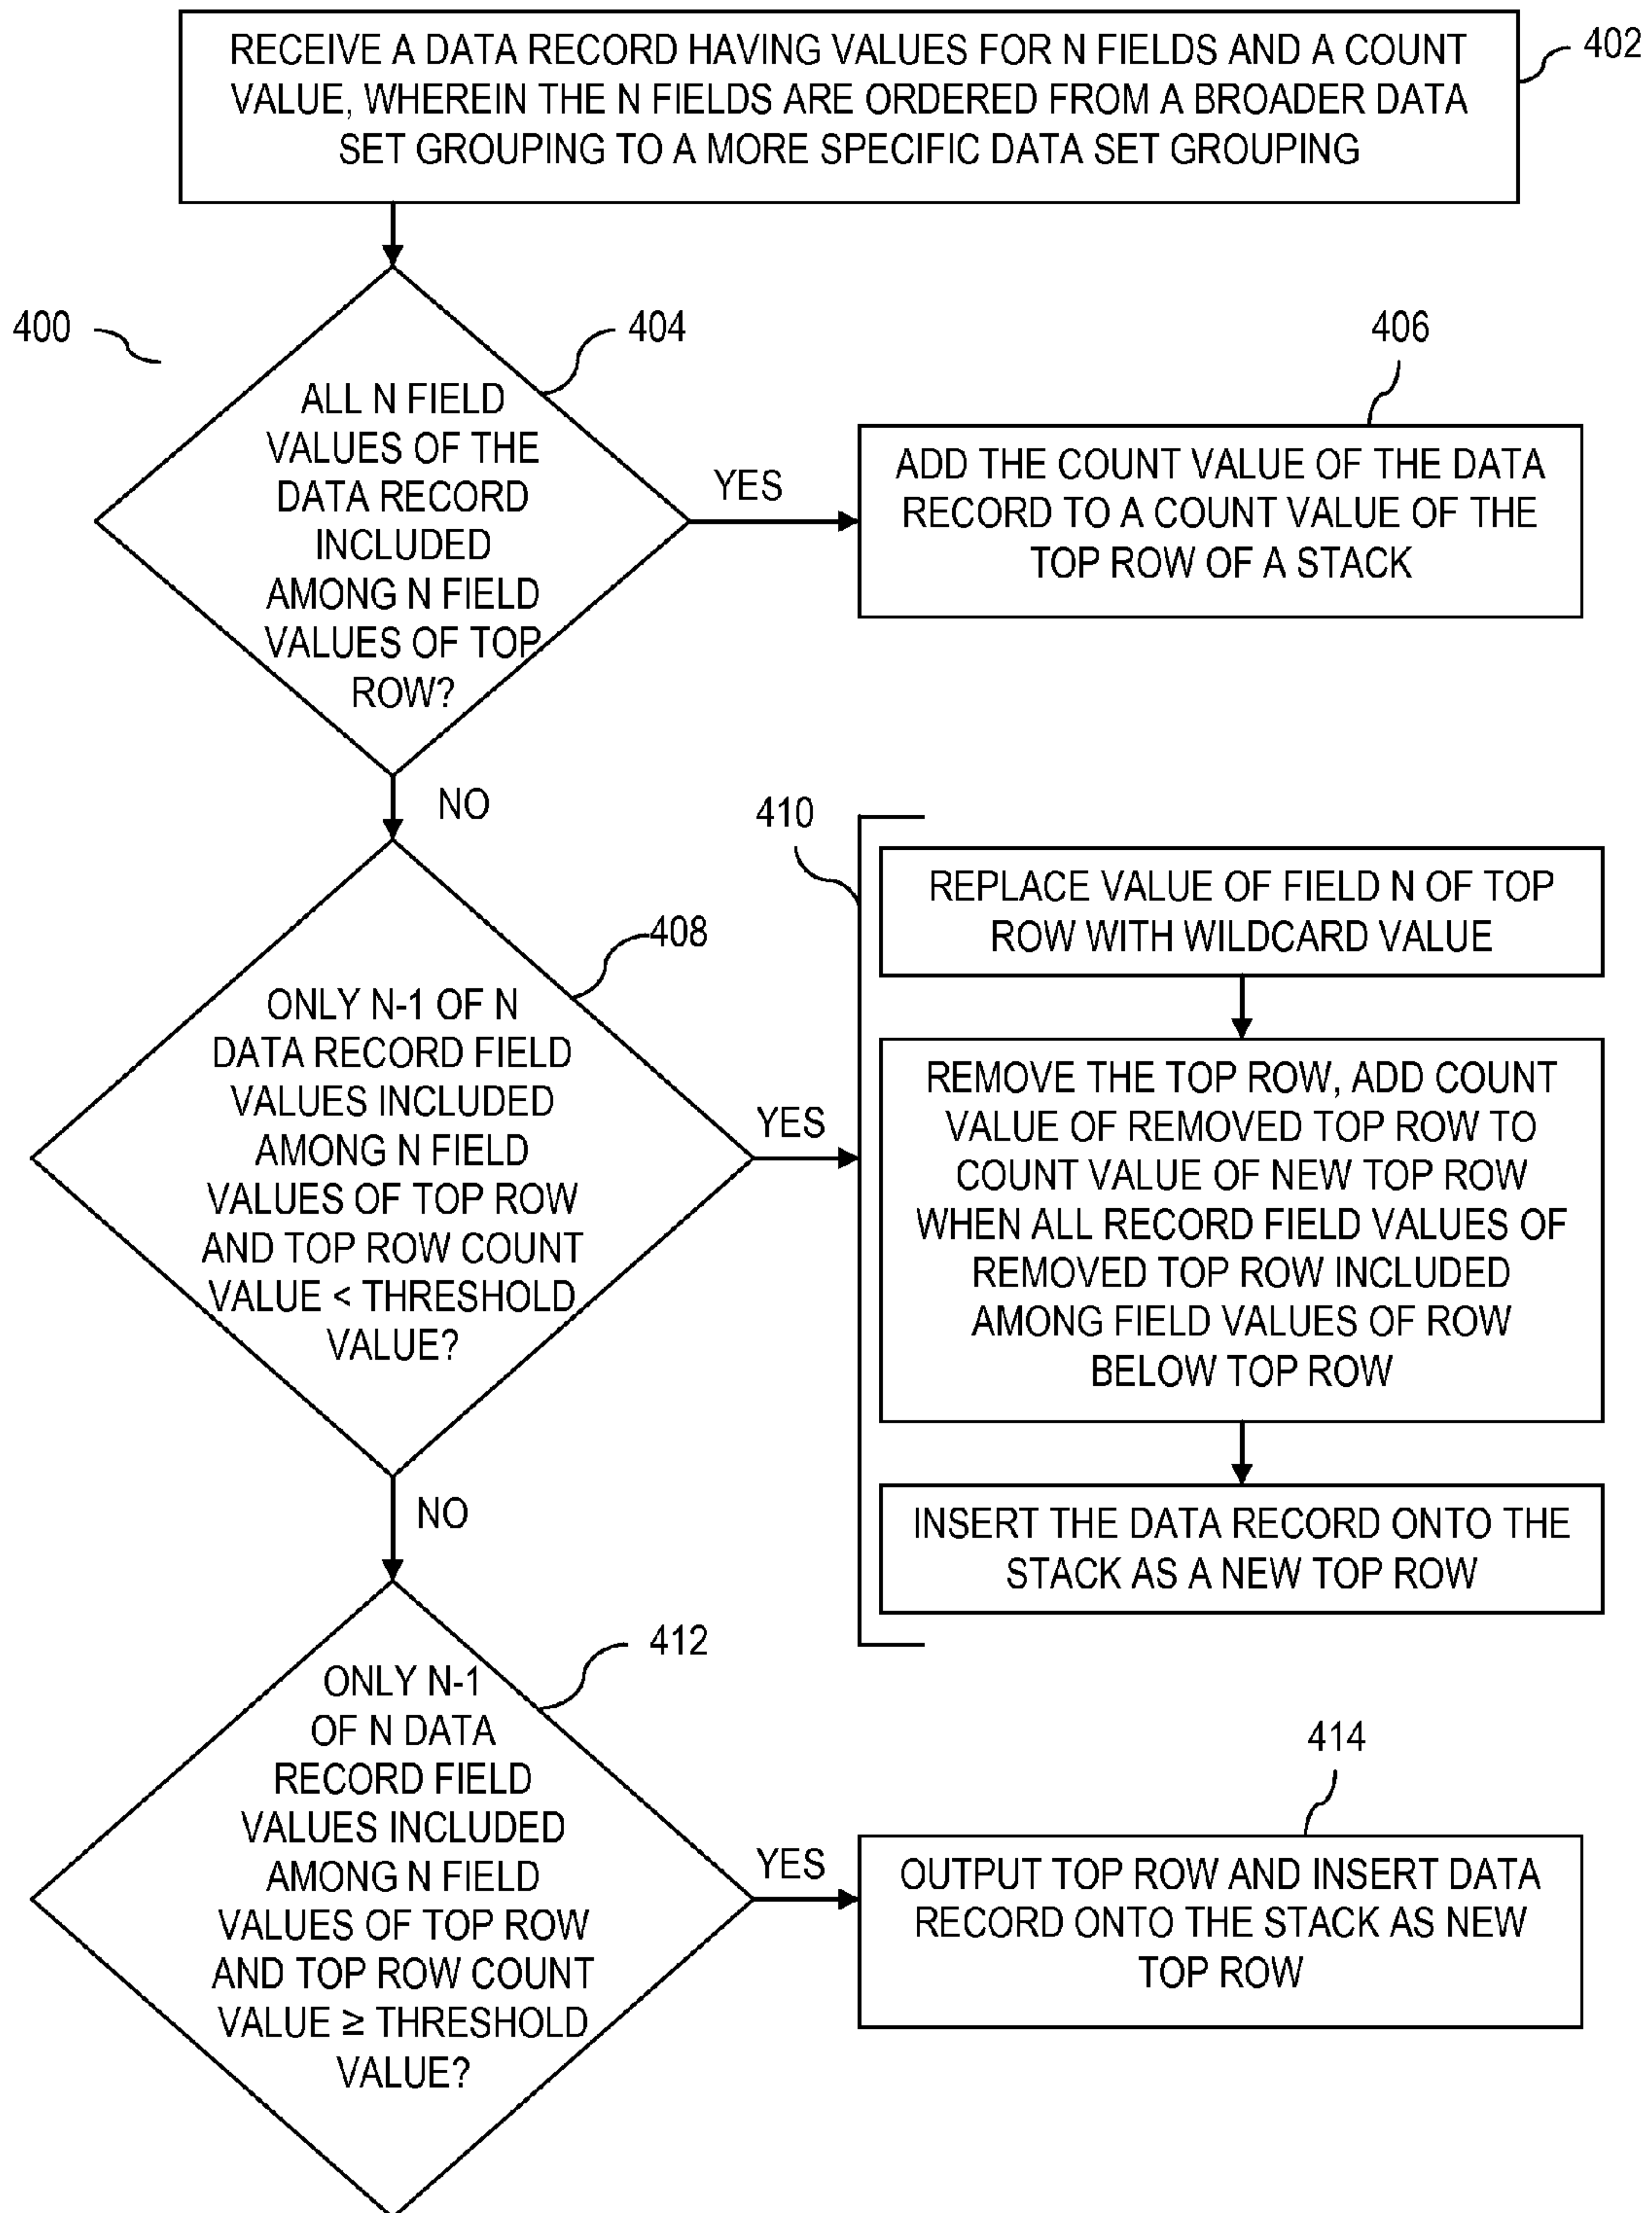 RECEIVE A DATA RECORD HAVING VALUES FOR N FIELDS AND A COUNT
VALUE, WHEREIN THE N FIELDS ARE ORDERED FROM A BROADER DATA
SET GROUPING TO A MORE SPECIFIC DATA SET GROUPING
402
400
404
ALL N FIELD
VALUES OF THE
DATA RECORD
INCLUDED
AMONG N FIELD
VALUES OF TOP
ROW?
YES
406
ADD THE COUNT VALUE OF THE DATA
RECORD TO A COUNT VALUE OF THE
TOP ROW OF A STACK
NO
408
ONLY N-1 OF N
DATA RECORD FIELD
VALUES INCLUDED
AMONG N FIELD
VALUES OF TOP ROW
AND TOP ROW COUNT
VALUE < THRESHOLD
VALUE?
YES
410
REPLACE VALUE OF FIELD N OF TOP
ROW WITH WILDCARD VALUE
REMOVE THE TOP ROW, ADD COUNT
VALUE OF REMOVED TOP ROW TO
COUNT VALUE OF NEW TOP ROW
WHEN ALL RECORD FIELD VALUES OF
REMOVED TOP ROW INCLUDED
AMONG FIELD VALUES OF ROW
BELOW TOP ROW
INSERT THE DATA RECORD ONTO THE
STACK AS A NEW TOP ROW
NO
412
ONLY N-1
OF N DATA
RECORD FIELD
VALUES INCLUDED
AMONG N FIELD
VALUES OF TOP ROW
AND TOP ROW COUNT
VALUE ≥ THRESHOLD
VALUE?
YES
414
OUTPUT TOP ROW AND INSERT DATA
RECORD ONTO THE STACK AS NEW
TOP ROW